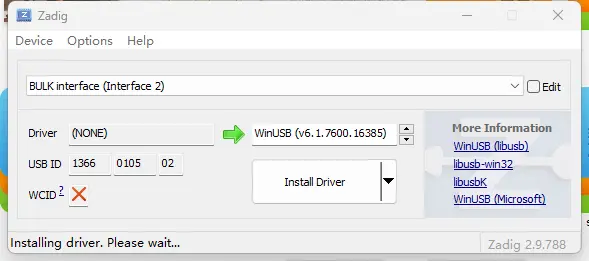 Zadig
Device Options Help
BULK interface (Interface 2)
Edit
Driver (NONE) WinUSB (v6.1.7600.16385)
More Information
WinUSB (libusb)
USB ID 1366 0105 02
libusb-win32
WCID ?
Install Driver
libusbK
WinUSB (Microsoft)
Installing driver. Please wait...
Zadig 2.9.788